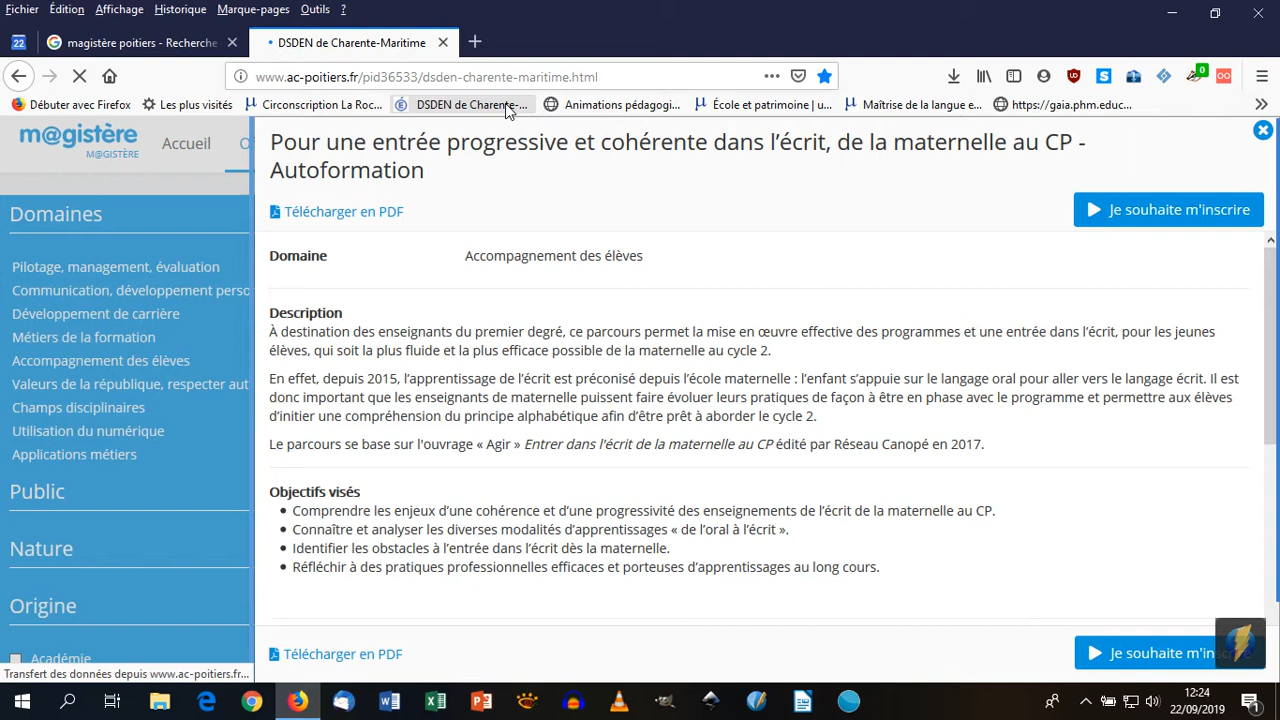 Fichier Édition Affichage Historique Marque-pages Outils ?
22 magistère poitiers - Recherche DSDEN de Charente-Maritime
www.ac-poitiers.fr/pid36533/dsden-charente-maritime.html
Débuter avec Firefox Les plus visités Circonscription La Roc... DSDEN de Charente-... Animations pédagogi... École et patrimoine | u... Maîtrise de la langue... https://gaia.phm.educ...
m@gistère
M@GISTÈRE
Accueil
Pour une entrée progressive et cohérente dans l’écrit, de la maternelle au CP -
Autoformation
Télécharger en PDF
Je souhaite m'inscrire
Domaines
Pilotage, management, évaluation
Communication, développement perso
Développement de carrière
Métiers de la formation
Accompagnement des élèves
Valeurs de la république, respecter aut
Champs disciplinaires
Utilisation du numérique
Applications métiers
Public
Nature
Origine
Académie
Domaine Accompagnement des élèves
Description
À destination des enseignants du premier degré, ce parcours permet la mise en œuvre effective des programmes et une entrée dans l’écrit, pour les jeunes
élèves, qui soit la plus fluide et la plus efficace possible de la maternelle au cycle 2.
En effet, depuis 2015, l’apprentissage de l’écrit est préconisé depuis l’école maternelle : l’enfant s’appuie sur le langage oral pour aller vers le langage écrit. Il est
donc important que les enseignants de maternelle puissent faire évoluer leurs pratiques de façon à être en phase avec le programme et permettre aux élèves
d’initier une compréhension du principe alphabétique afin d’être prêt à aborder le cycle 2.
Le parcours se base sur l'ouvrage « Agir » Entrer dans l'écrit de la maternelle au CP édité par Réseau Canopé en 2017.
Objectifs visés
Comprendre les enjeux d’une cohérence et d’une progressivité des enseignements de l’écrit de la maternelle au CP.
Connaître et analyser les diverses modalités d’apprentissages « de l’oral à l’écrit ».
Identifier les obstacles à l’entrée dans l’écrit dès la maternelle.
Réfléchir à des pratiques professionnelles efficaces et porteuses d’apprentissages au long cours.
Télécharger en PDF
Je souhaite m'ins
Transfert des données depuis www.ac-poitiers.fr...
12:24
22/09/2019